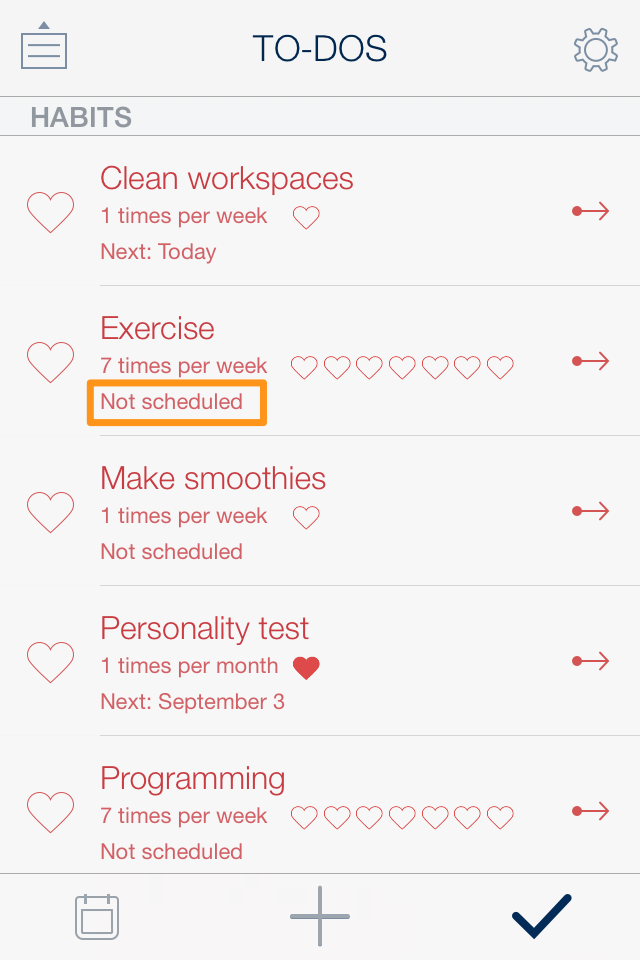 TO-DOS
HABITS
Clean workspaces
1 times per week
Next: Today
Exercise
7 times per week
Not scheduled
Make smoothies
1 times per week
Not scheduled
Personality test
1 times per month
Next: September 3
Programming
7 times per week
Not scheduled